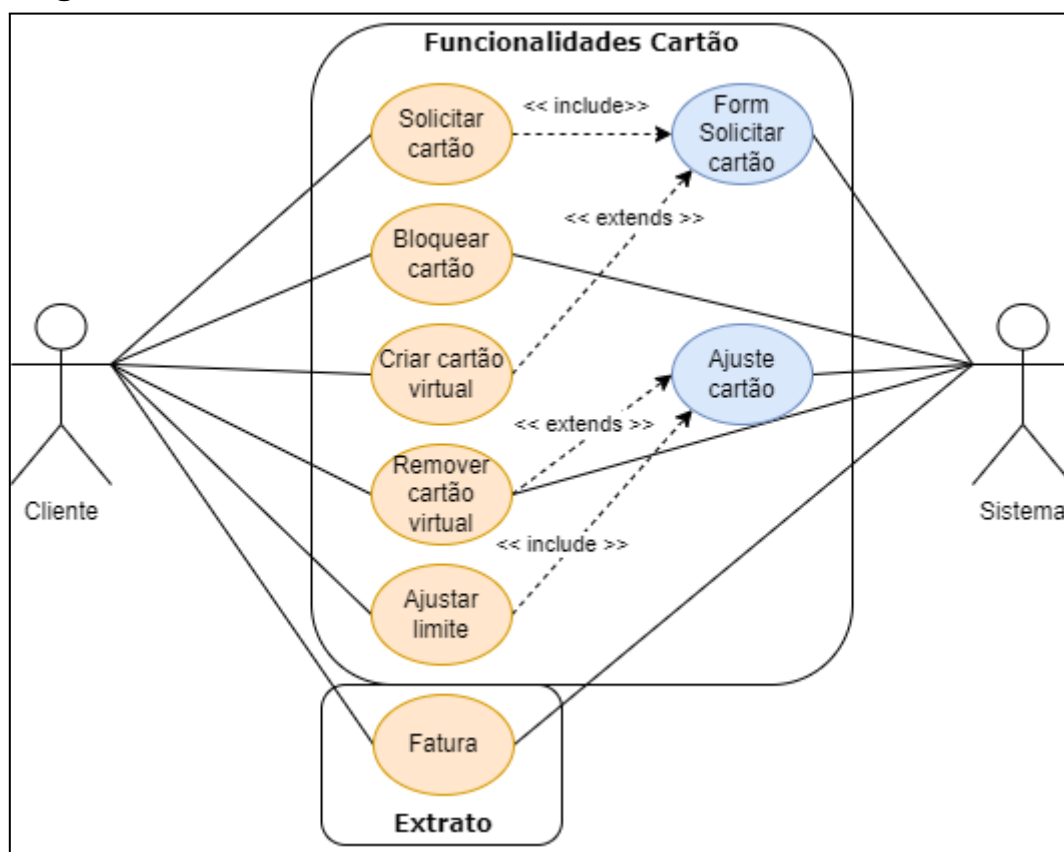 Funcionalidades Cartão
Solicitar
cartão
<< include>>
Form
Solicitar
cartão
<< extends >>
Bloquear
cartão
Criar cartão
virtual
Ajuste
cartão
<< extends >>
Remover
cartão
virtual
Cliente
Sistema
<< include >>
Ajustar
limite
Fatura
Extrato